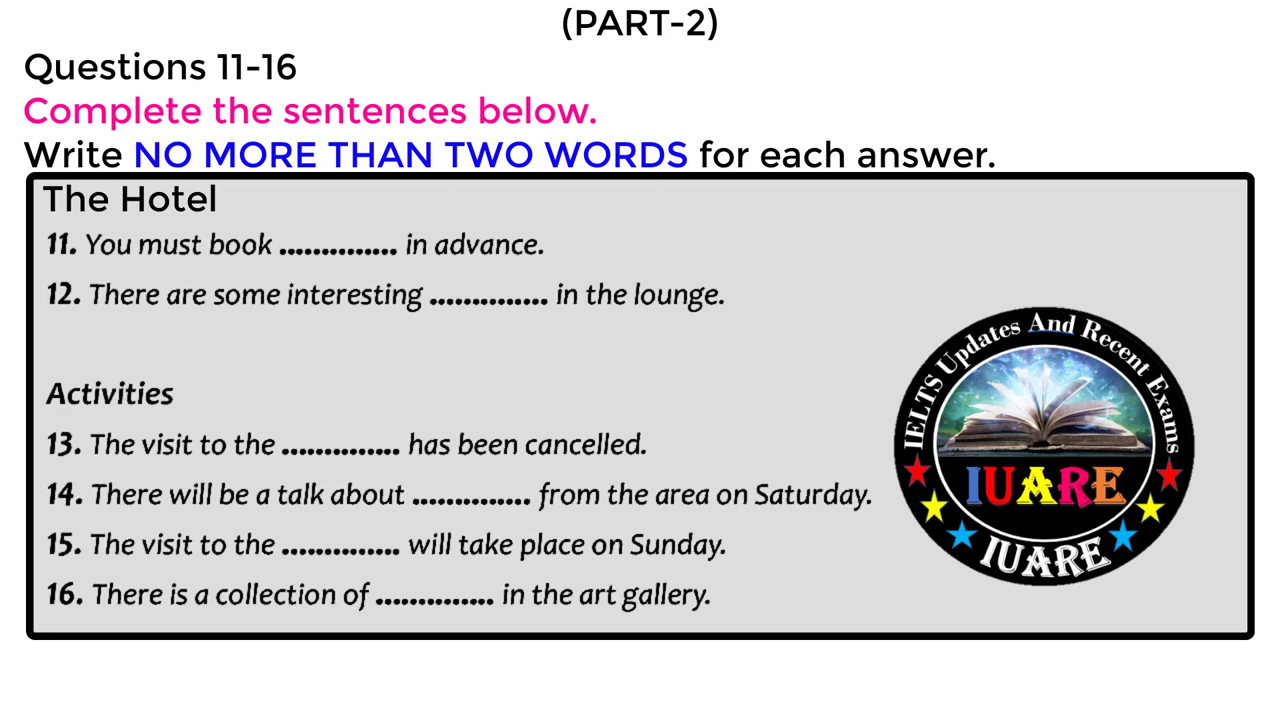 (PART-2)
Questions 11-16
Complete the sentences below.
Write NO MORE THAN TWO WORDS for each answer.
The Hotel
11. You must book .............. in advance.
12. There are some interesting .............. in the lounge.
Activities
13. The visit to the .............. has been cancelled.
14. There will be a talk about .............. from the area on Saturday.
15. The visit to the .............. will take place on Sunday.
16. There is a collection of .............. in the art gallery.
IELTS Updates And Recent Exams
IUARE
IUARE